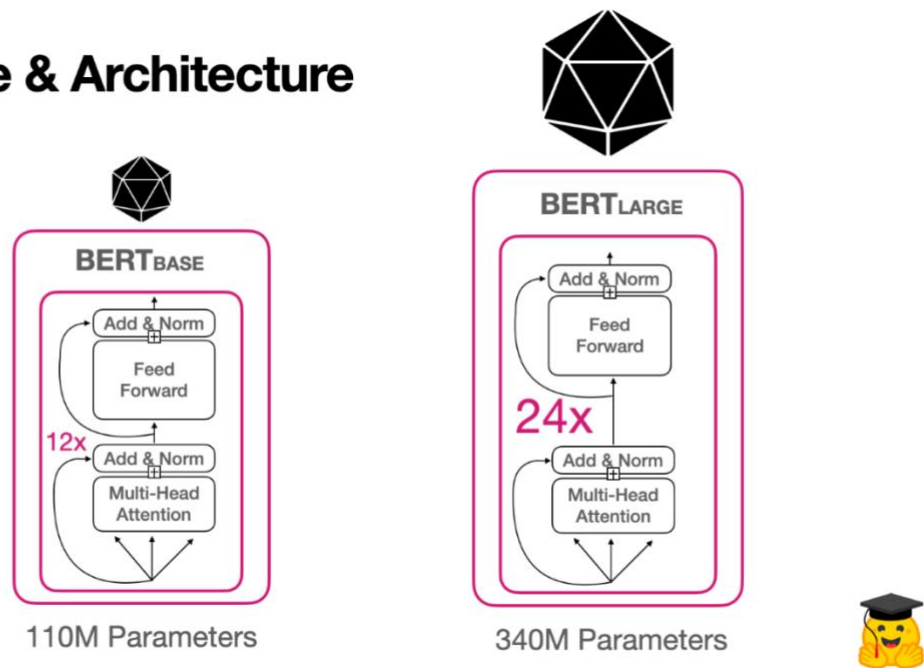 e & Architecture
BERTBASE
Add & Norm
Feed
Forward
12x
Add & Norm
Multi-Head
Attention
110M Parameters
BERTLARGE
Add & Norm
Feed
Forward
24x
Add & Norm
Multi-Head
Attention
340M Parameters